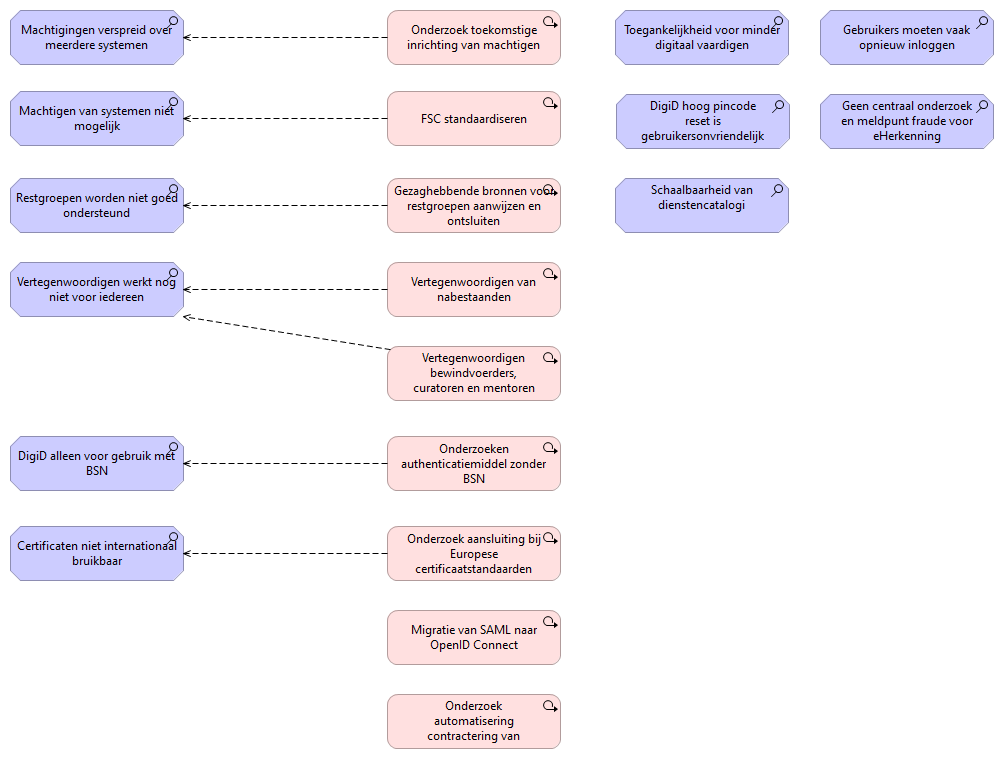 Machtigingen verspreid over
meerdere systemen
Onderzoek toekomstige
inrichting van machtigen
Toegankelijkheid voor minder
digitaal vaardigen
Gebruikers moeten vaak
opnieuw inloggen
Machtigen van systemen niet
mogelijk
FSC standaardiseren
DigiD hoog pincode
reset is
gebruikersonvriendelijk
Geen centraal onderzoek
en meldpunt fraude voor
eHerkenning
Restgroepen worden niet goed
ondersteund
Gezaghebbende bronnen voor
restgroepen aanwijzen en
ontsluiten
Schaalbaarheid van
dienstencatalogi
Vertegenwoordigen werkt nog
niet voor iedereen
Vertegenwoordigen van
nabestaanden
Vertegenwoordigen
bewindvoerders,
curatoren en mentoren
DigiD alleen voor gebruik met
BSN
Onderzoeken
authenticatiemiddel zonder
BSN
Certificaten niet internationaal
bruikbaar
Onderzoek aansluiting bij
Europese
certificaatstandaarden
Migratie van SAML naar
OpenID Connect
Onderzoek
automatisering
contractering van